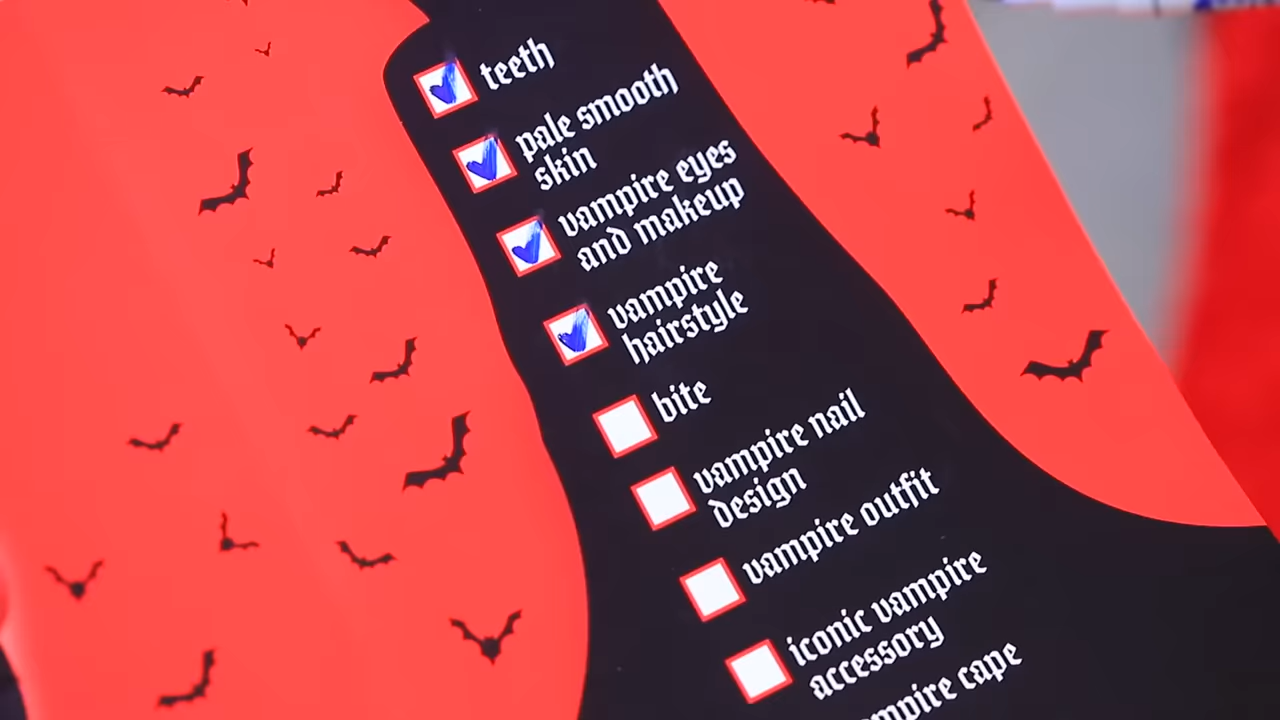 teeth
pale smooth
skin
vampire eyes
and makeup
vampire
hairstyle
bite
vampire nail
design
vampire outfit
iconic vampire
accessory
cape